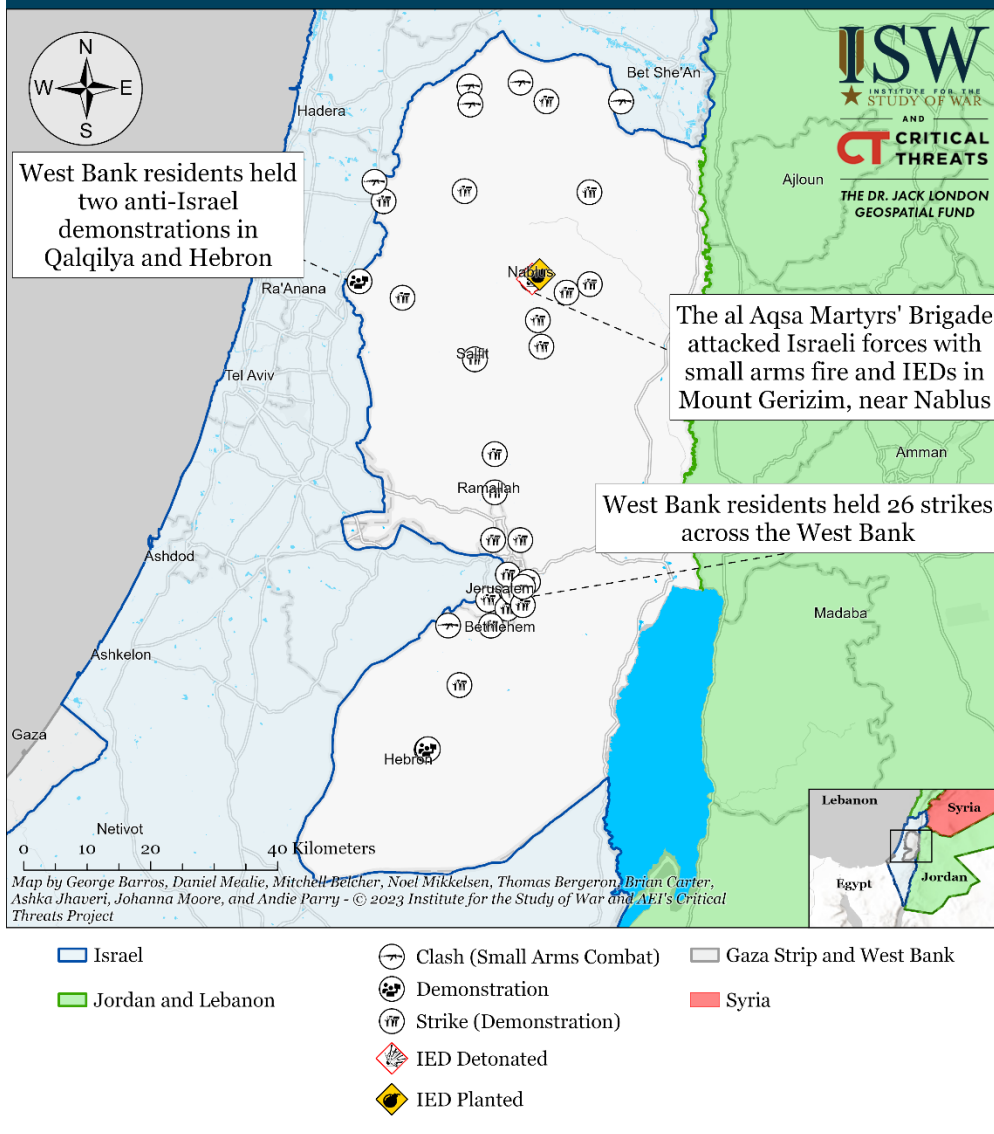 N
W
E
S
ISW
INSTITUTE FOR THE
STUDY OF WAR
AND
CT CRITICAL
THREATS
THE DR. JACK LONDON
GEOSPATIAL FUND
Bet She'An
Hadera
Ajloun
West Bank residents held
two anti-Israel
demonstrations in
Qalqilya and Hebron
Ra'Anana
Nablus
The al Aqsa Martyrs' Brigade
attacked Israeli forces with
small arms fire and IEDs in
Mount Gerizim, near Nablus
Salfit
Tel Aviv
Amman
Ramallah
West Bank residents held 26 strikes
across the West Bank
Ashdod
Jerusalem
Bethlehem
Madaba
Ashkelon
Gaza
Hebron
Netivot
0 10 20 40 Kilometers
Map by George Barros, Daniel Mealie, Mitchell Belcher, Noel Mikkelsen, Thomas Bergeron, Brian Carter,
Ashka Jhaveri, Johanna Moore, and Andie Parry - © 2023 Institute for the Study of War and AEI's Critical
Threats Project
Lebanon
Syria
Egypt
Jordan
Israel
Jordan and Lebanon
Clash (Small Arms Combat)
Demonstration
Strike (Demonstration)
IED Detonated
IED Planted
Gaza Strip and West Bank
Syria